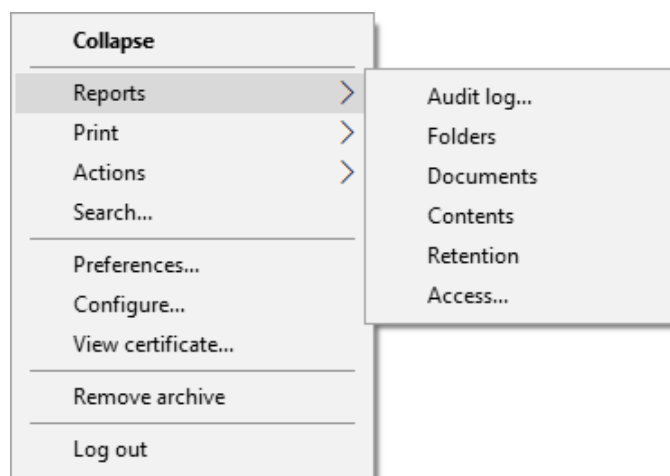 Collapse
Reports
Print
Actions
Search...
Preferences...
Configure...
View certificate...
Remove archive
Log out
Audit log...
Folders
Documents
Contents
Retention
Access...